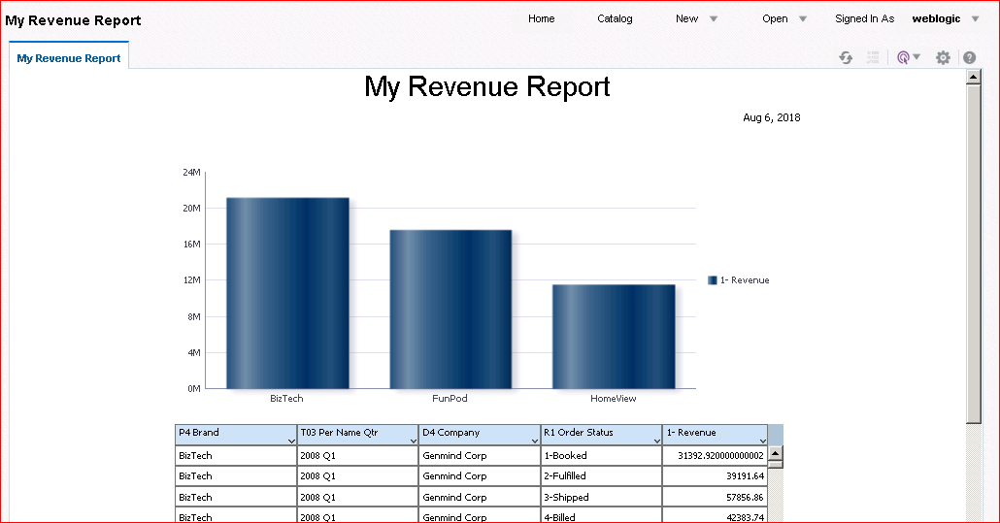 My Revenue Report Home Catalog New Open Signed In As weblogic
My Revenue Report
My Revenue Report
Aug 6, 2018
24M
20M
16M
12M
8M
4M
0M
BizTech FunPod HomeView
1- Revenue
P4 Brand T03 Per Name Qtr D4 Company R1 Order Status 1- Revenue
BizTech 2008 Q1 Genmind Corp 1-Booked 31392.920000000002
BizTech 2008 Q1 Genmind Corp 2-Fulfilled 39191.64
BizTech 2008 Q1 Genmind Corp 3-Shipped 57856.86
BizTech 2008 Q1 Genmind Corp 4-Billed 42383.74